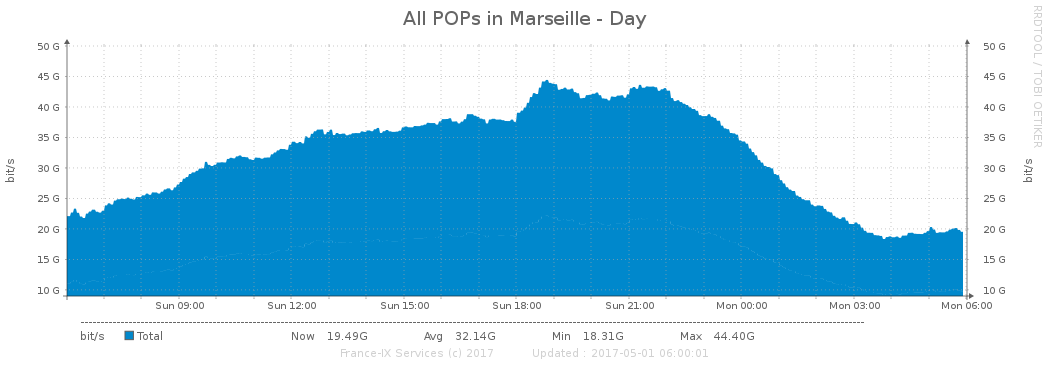 All POPs in Marseille - Day
RRDTOOL / TOBI OETIKER
50 G 50 G
45 G 45 G
40 G 40 G
35 G 35 G
30 G 30 G
25 G 25 G
20 G 20 G
15 G 15 G
10 G 10 G
bit/s
bit/s
Sun 09:00 Sun 12:00 Sun 15:00 Sun 18:00 Sun 21:00 Mon 00:00 Mon 03:00 Mon 06:00
bit/s Total Now 19.49G Avg 32.14G Min 18.31G Max 44.40G
France-IX Services (c) 2017 Updated : 2017-05-01 06:00:01